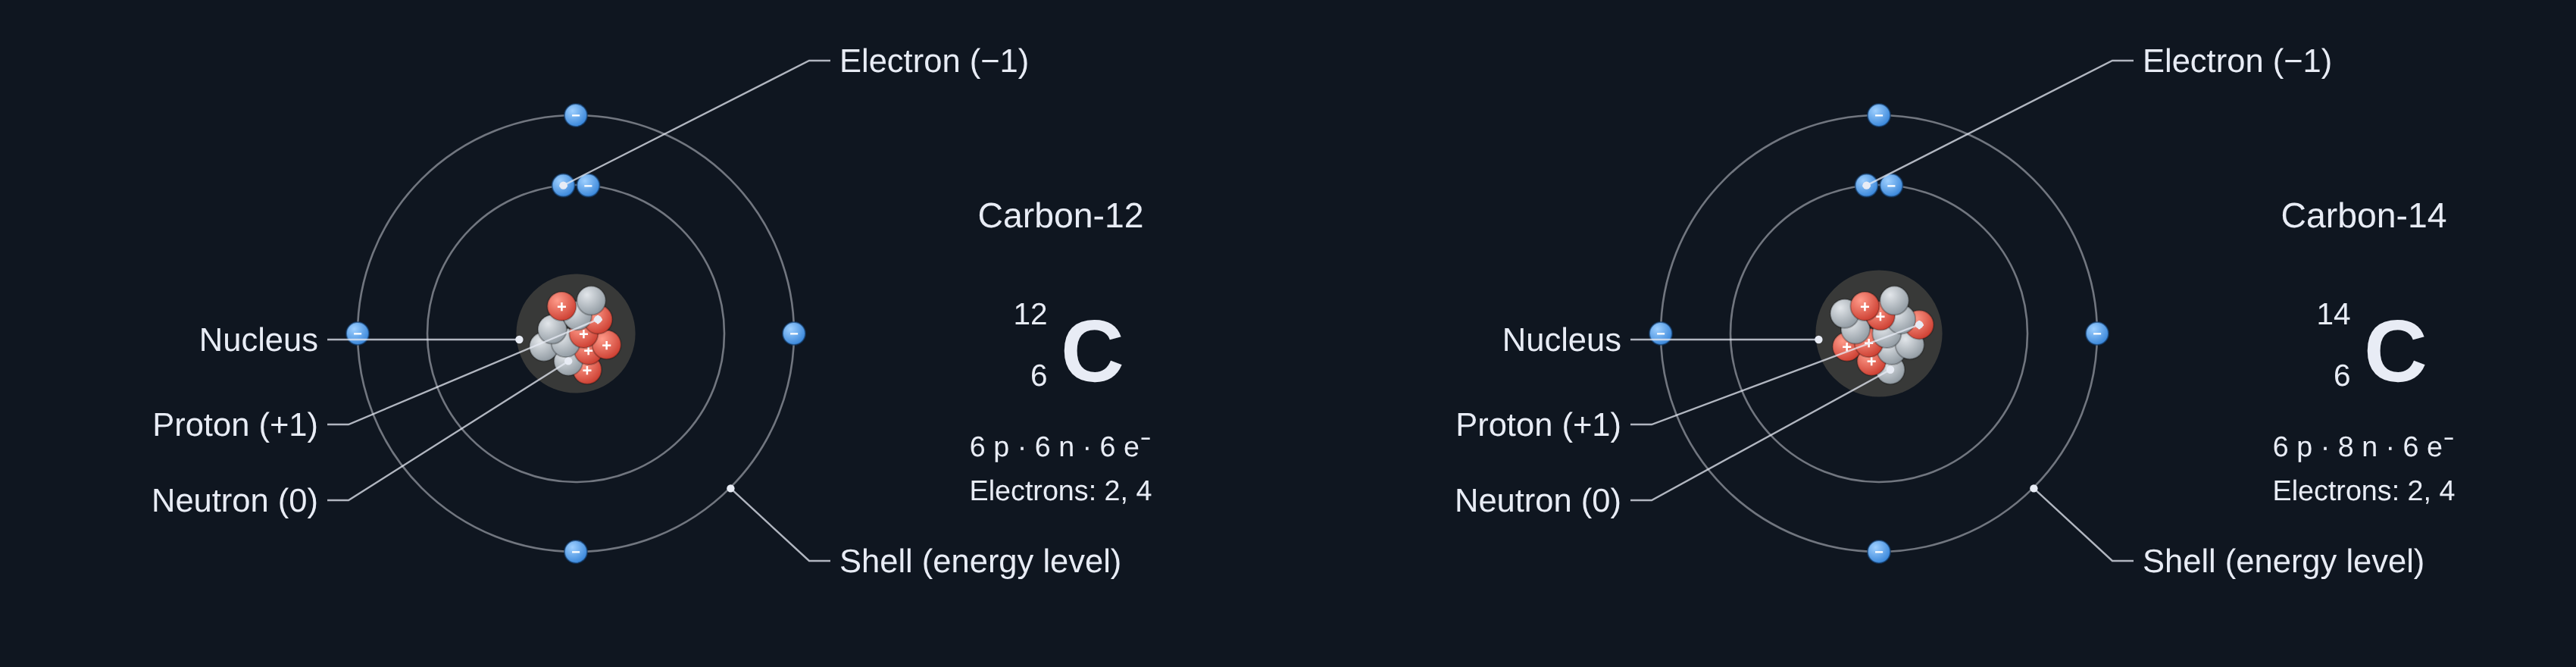 Electron (−1)
Carbon-12
12
6
C
Nucleus
Proton (+1)
Neutron (0)
6 p · 6 n · 6 e⁻
Electrons: 2, 4
Shell (energy level)
Electron (−1)
Carbon-14
14
6
C
Nucleus
Proton (+1)
Neutron (0)
6 p · 8 n · 6 e⁻
Electrons: 2, 4
Shell (energy level)